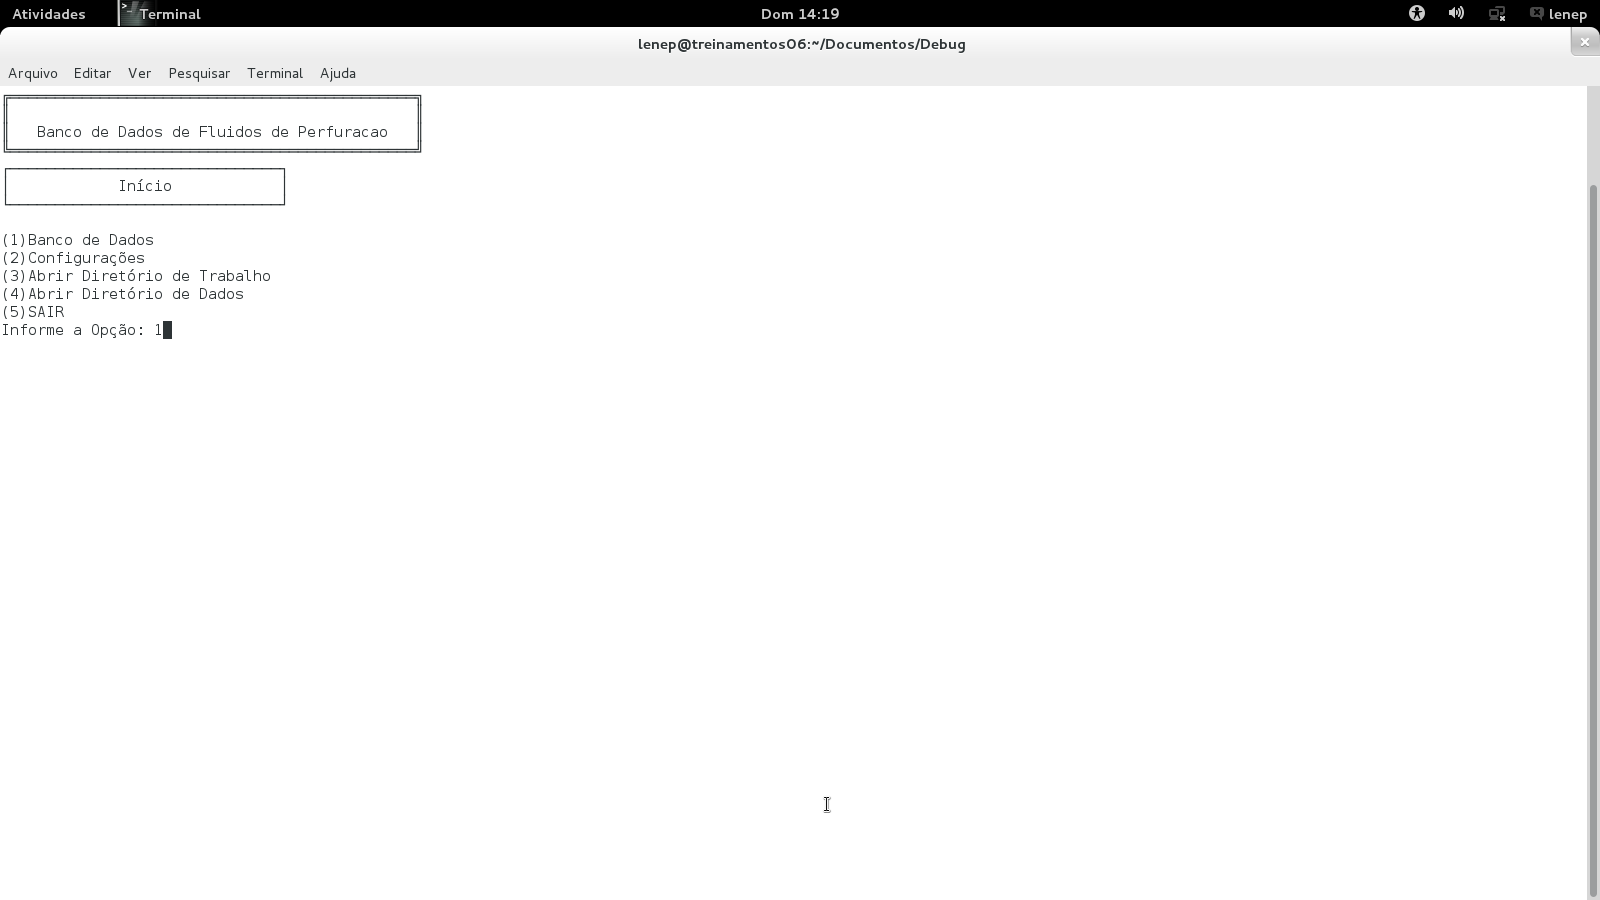 Atividades Terminal Dom 14:19 lenep
lenep@treinamentos06:~/Documentos/Debug
Arquivo Editar Ver Pesquisar Terminal Ajuda
Banco de Dados de Fluidos de Perfuracao
Início
(1)Banco de Dados
(2)Configurações
(3)Abrir Diretório de Trabalho
(4)Abrir Diretório de Dados
(5)SAIR
Informe a Opção: 1